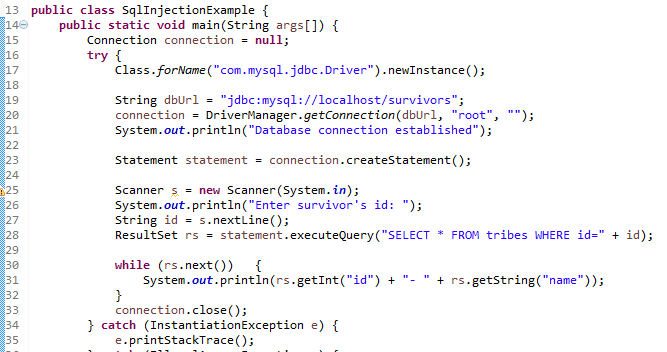 13 public class SqlInjectionExample {
14 public static void main(String args[]) {
15 Connection connection = null;
16 try {
17 Class.forName("com.mysql.jdbc.Driver").newInstance();
18
19 String dbUrl = "jdbc:mysql://localhost/survivors";
20 connection = DriverManager.getConnection(dbUrl, "root", "");
21 System.out.println("Database connection established");
22
23 Statement statement = connection.createStatement();
24
25 Scanner s = new Scanner(System.in);
26 System.out.println("Enter survivor's id: ");
27 String id = s.nextLine();
28 ResultSet rs = statement.executeQuery("SELECT * FROM tribes WHERE id=" + id);
29
30 while (rs.next()) {
31 System.out.println(rs.getInt("id") + "- " + rs.getString("name"));
32 }
33 connection.close();
34 } catch (InstantiationException e) {
35 e.printStackTrace();